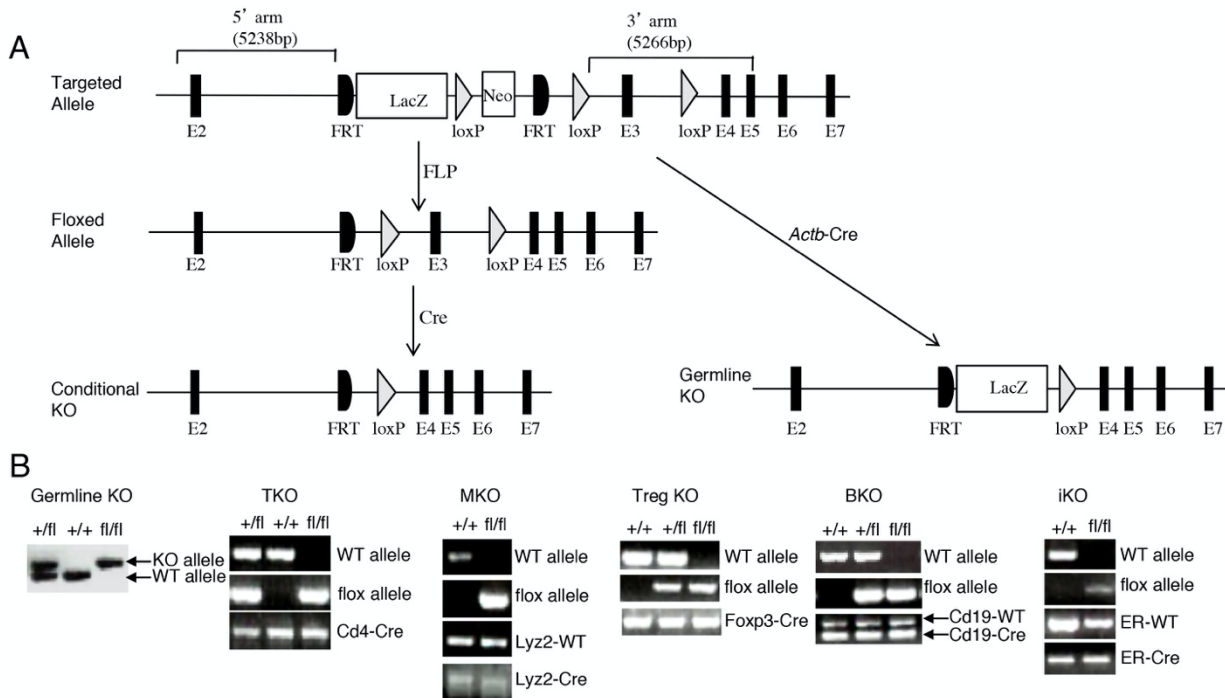 A
5' arm
(5238bp)
3' arm
(5266bp)
Targeted
Allele
LacZ
Neo
E2
FRT
loxP
FRT
loxP
E3
loxP
E4
E5
E6
E7
FLP
Floxed
Allele
Actb-Cre
E2
FRT
loxP
E3
loxP
E4
E5
E6
E7
Cre
Conditional
KO
E2
FRT
loxP
E4
E5
E6
E7
Germline
KO
LacZ
E2
FRT
loxP
E4
E5
E6
E7
B
Germline KO
+/fl +/+ fl/fl
KO allele
WT allele
TKO
+/fl +/+ fl/fl
WT allele
flox allele
Cd4-Cre
MKO
+/+ fl/fl
WT allele
flox allele
Lyz2-WT
Lyz2-Cre
Treg KO
+/+ +/fl fl/fl
WT allele
flox allele
Foxp3-Cre
BKO
+/+ +/fl fl/fl
WT allele
flox allele
Cd19-WT
Cd19-Cre
iKO
+/+ fl/fl
WT allele
flox allele
ER-WT
ER-Cre